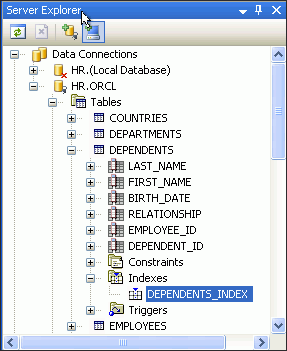 Server Explorer
Data Connections
HR.(Local Database)
HR.ORCL
Tables
COUNTRIES
DEPARTMENTS
DEPENDENTS
LAST_NAME
FIRST_NAME
BIRTH_DATE
RELATIONSHIP
EMPLOYEE_ID
DEPENDENT_ID
Constraints
Indexes
DEPENDENTS_INDEX
Triggers
EMPLOYEES